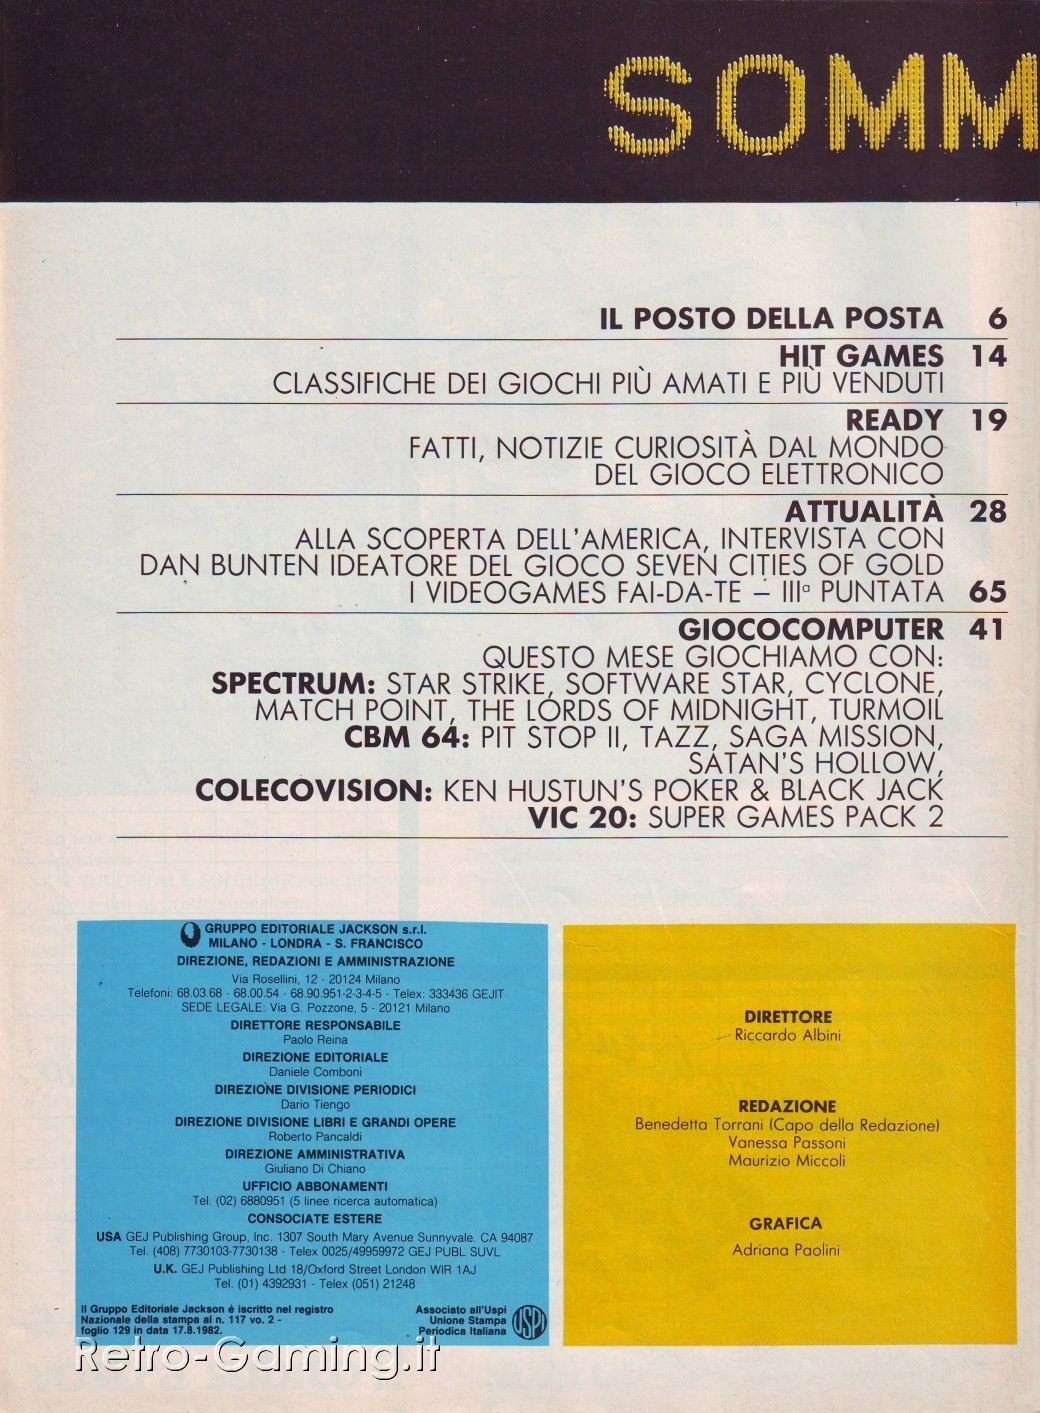 SOMM
IL POSTO DELLA POSTA 6
HIT GAMES 14
CLASSIFICHE DEI GIOCHI PIÙ AMATI E PIÙ VENDUTI
READY 19
FATTI, NOTIZIE CURIOSITÀ DAL MONDO
DEL GIOCO ELETTRONICO
ATTUALITÀ 28
ALLA SCOPERTA DELL'AMERICA, INTERVISTA CON
DAN BUNTEN IDEATORE DEL GIOCO SEVEN CITIES OF GOLD
I VIDEOGAMES FAI-DA-TE – IIIª PUNTATA 65
GIOCOCOMPUTER 41
QUESTO MESE GIOCHIAMO CON:
SPECTRUM: STAR STRIKE, SOFTWARE STAR, CYCLONE,
MATCH POINT, THE LORDS OF MIDNIGHT, TURMOIL
CBM 64: PIT STOP II, TAZZ, SAGA MISSION,
SATAN'S HOLLOW,
COLECOVISION: KEN HUSTUN'S POKER & BLACK JACK
VIC 20: SUPER GAMES PACK 2
GRUPPO EDITORIALE JACKSON s.r.l.
MILANO - LONDRA - S. FRANCISCO
DIREZIONE, REDAZIONI E AMMINISTRAZIONE
Via Rosellini, 12 - 20124 Milano
Telefoni: 68.03.68 - 68.00.54 - 68.90.951-2-3-4-5 - Telex: 333436 GEJIT
SEDE LEGALE: Via G. Pozzone, 5 - 20121 Milano
DIRETTORE RESPONSABILE
Paolo Reina
DIREZIONE EDITORIALE
Daniele Comboni
DIREZIONE DIVISIONE PERIODICI
Dario Tiengo
DIREZIONE DIVISIONE LIBRI E GRANDI OPERE
Roberto Pancaldi
DIREZIONE AMMINISTRATIVA
Giuliano Di Chiano
UFFICIO ABBONAMENTI
Tel. (02) 6880951 (5 linee ricerca automatica)
CONSOCIATE ESTERE
USA GEJ Publishing Group, Inc. 1307 South Mary Avenue Sunnyvale. CA 94087
Tel. (408) 7730103-7730138 - Telex 0025/49959972 GEJ PUBL SUVL
U.K. GEJ Publishing Ltd 18/Oxford Street London WIR 1AJ
Tel. (01) 4392931 - Telex (051) 21248
Il Gruppo Editoriale Jackson è iscritto nel registro
Nazionale della stampa al n. 117 vo. 2 -
foglio 129 in data 17.8.1982.
Associato all'Uspi
Unione Stampa
Periodica Italiana
USPI
DIRETTORE
Riccardo Albini
REDAZIONE
Benedetta Torrani (Capo della Redazione)
Vanessa Passoni
Maurizio Miccoli
GRAFICA
Adriana Paolini
Retro-Gaming.it